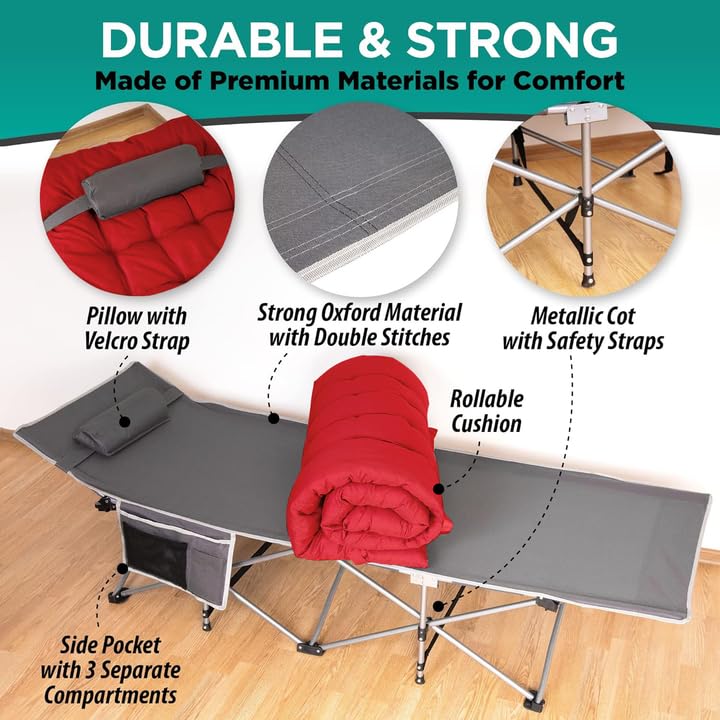 DURABLE & STRONG
Made of Premium Materials for Comfort
Pillow with
Velcro Strap
Strong Oxford Material
with Double Stitches
Metallic Cot
with Safety Straps
Rollable
Cushion
Side Pocket
with 3 Separate
Compartments